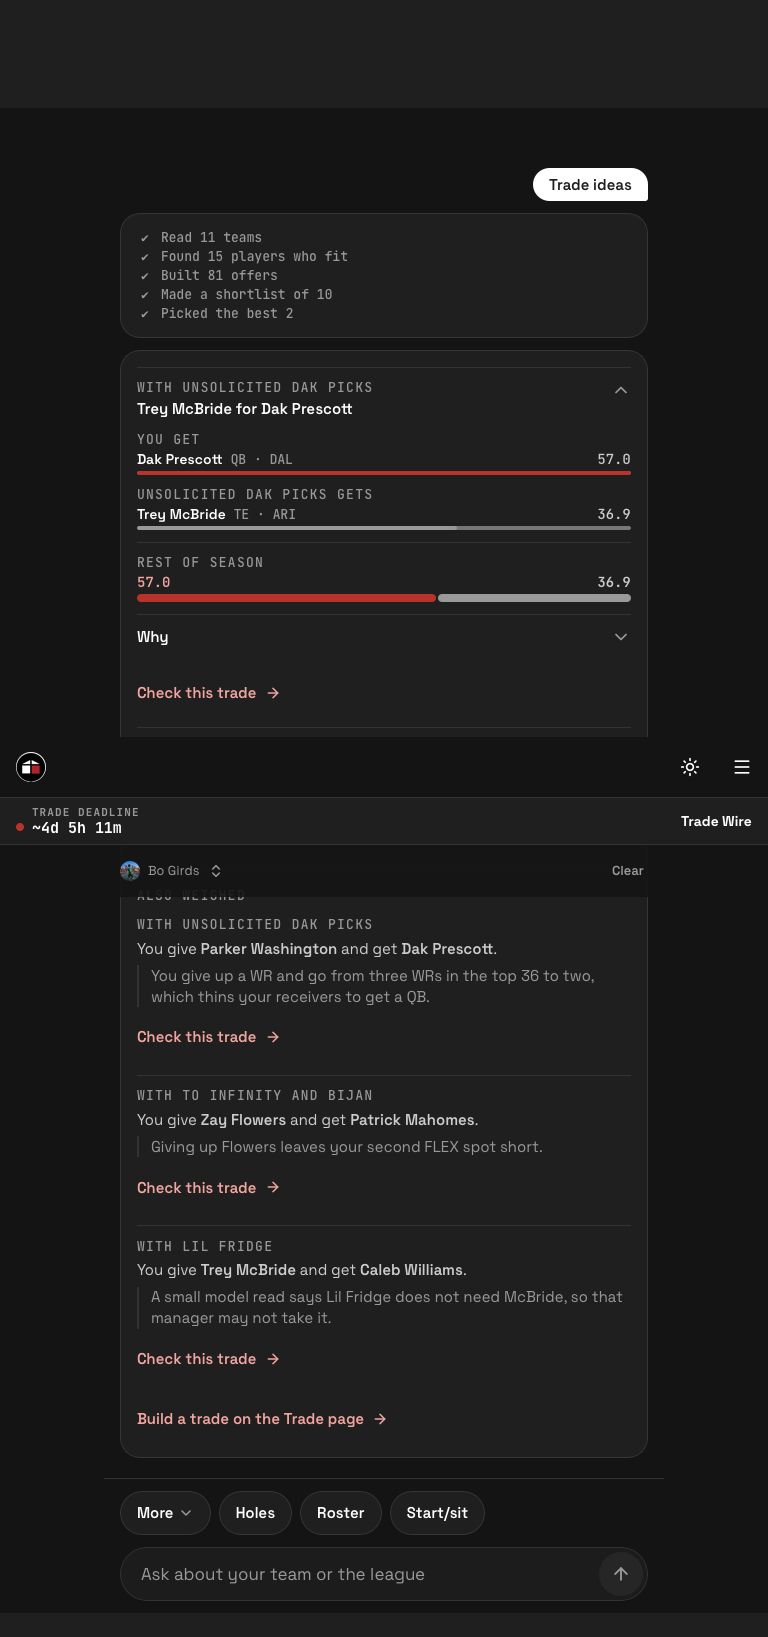 Trade ideas
✔ Read 11 teams
✔ Found 15 players who fit
✔ Built 81 offers
✔ Made a shortlist of 10
✔ Picked the best 2
WITH UNSOLICITED DAK PICKS
Trey McBride for Dak Prescott
YOU GET
Dak Prescott QB · DAL 57.0
UNSOLICITED DAK PICKS GETS
Trey McBride TE · ARI 36.9
REST OF SEASON
57.0 36.9
Why
Check this trade →
TRADE DEADLINE
~4d 5h 11m
Trade Wire
Bo Girds
Clear
ALSO WEIGHED
WITH UNSOLICITED DAK PICKS
You give Parker Washington and get Dak Prescott.
You give up a WR and go from three WRs in the top 36 to two,
which thins your receivers to get a QB.
Check this trade →
WITH TO INFINITY AND BIJAN
You give Zay Flowers and get Patrick Mahomes.
Giving up Flowers leaves your second FLEX spot short.
Check this trade →
WITH LIL FRIDGE
You give Trey McBride and get Caleb Williams.
A small model read says Lil Fridge does not need McBride, so that
manager may not take it.
Check this trade →
Build a trade on the Trade page →
More Holes Roster Start/sit
Ask about your team or the league